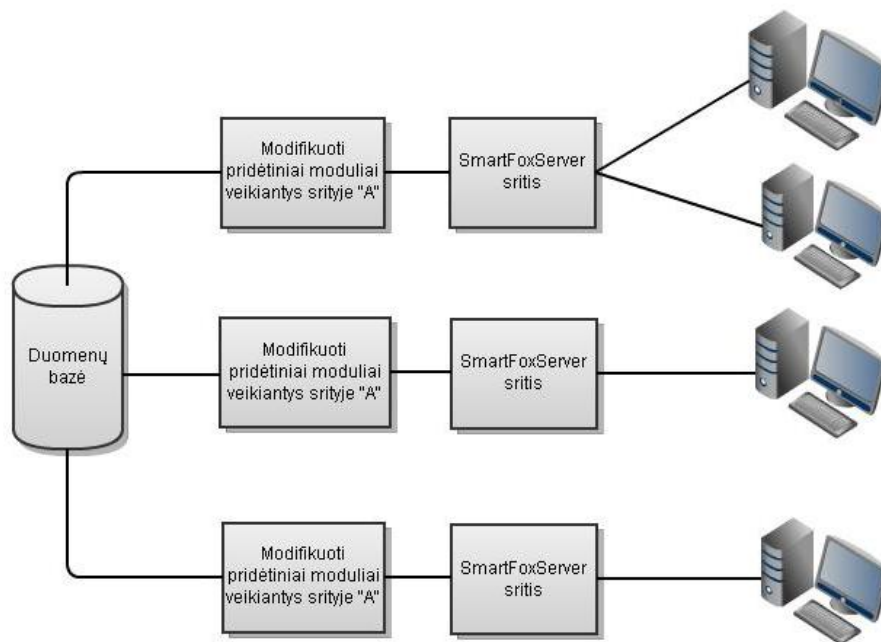 Modifikuoti
pridėtiniai moduliai
veikiantys srityje "A"
SmartFoxServer
sritis
Duomenų
bazė
Modifikuoti
pridėtiniai moduliai
veikiantys srityje "A"
SmartFoxServer
sritis
Modifikuoti
pridėtiniai moduliai
veikiantys srityje "A"
SmartFoxServer
sritis